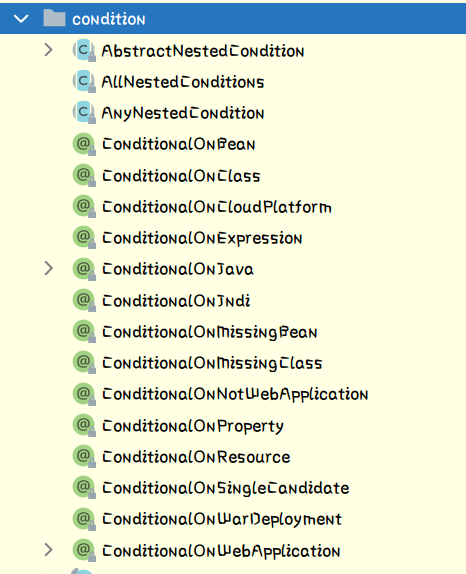 condition
AbstractNestedCondition
AllNestedConditions
AnyNestedCondition
ConditionalOnBean
ConditionalOnClass
ConditionalOnCloudPlatform
ConditionalOnExpression
ConditionalOnJava
ConditionalOnJndi
ConditionalOnMissingBean
ConditionalOnMissingClass
ConditionalOnNotWebApplication
ConditionalOnProperty
ConditionalOnResource
ConditionalOnSingleCandidate
ConditionalOnWarDeployment
ConditionalOnWebApplication